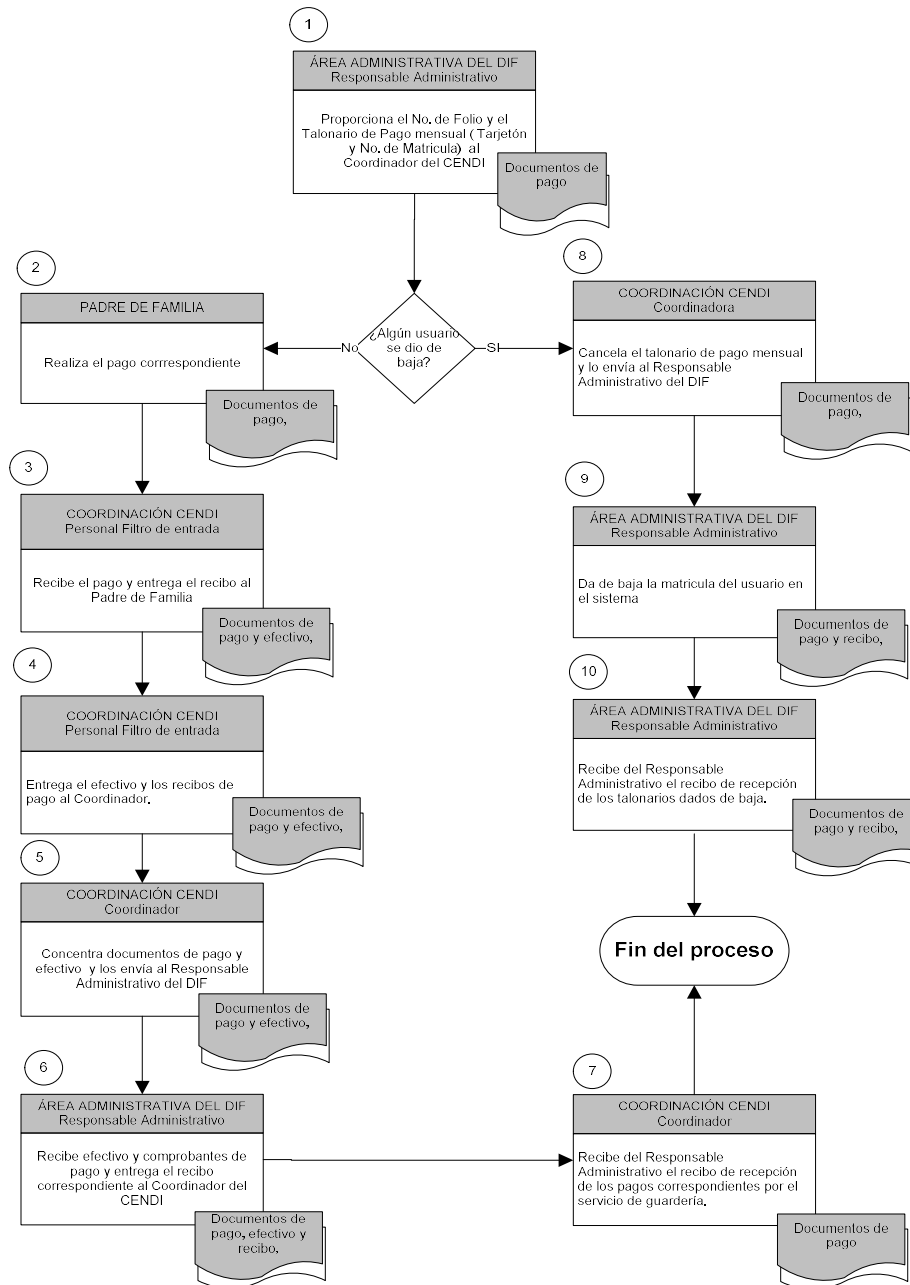 1
ÁREA ADMINISTRATIVA DEL DIF
Responsable Administrativo
Proporciona el No. de Folio y el
Talonario de Pago mensual ( Tarjetón
y No. de Matricula) al
Coordinador del CENDI
Documentos de
pago
¿Algún usuario
se dio de
baja?
No
SI
2
PADRE DE FAMILIA
Realiza el pago corrrespondiente
Documentos de
pago,
3
COORDINACIÓN CENDI
Personal Filtro de entrada
Recibe el pago y entrega el recibo al
Padre de Familia
Documentos de
pago y efectivo,
4
COORDINACIÓN CENDI
Personal Filtro de entrada
Entrega el efectivo y los recibos de
pago al Coordinador.
Documentos de
pago y efectivo,
5
COORDINACIÓN CENDI
Coordinador
Concentra documentos de pago y
efectivo y los envía al Responsable
Administrativo del DIF
Documentos de
pago y efectivo,
6
ÁREA ADMINISTRATIVA DEL DIF
Responsable Administrativo
Recibe efectivo y comprobantes de
pago y entrega el recibo
correspondiente al Coordinador del
CENDI
Documentos de
pago, efectivo y
recibo,
7
COORDINACIÓN CENDI
Coordinador
Recibe del Responsable
Administrativo el recibo de recepción
de los pagos correspondientes por el
servicio de guardería.
Documentos de
pago
8
COORDINACIÓN CENDI
Coordinadora
Cancela el talonario de pago mensual
y lo envía al Responsable
Administrativo del DIF
Documentos de
pago,
9
ÁREA ADMINISTRATIVA DEL DIF
Responsable Administrativo
Da de baja la matricula del usuario en
el sistema
Documentos de
pago y recibo,
10
ÁREA ADMINISTRATIVA DEL DIF
Responsable Administrativo
Recibe del Responsable
Administrativo el recibo de recepción
de los talonarios dados de baja.
Documentos de
pago y recibo,
Fin del proceso